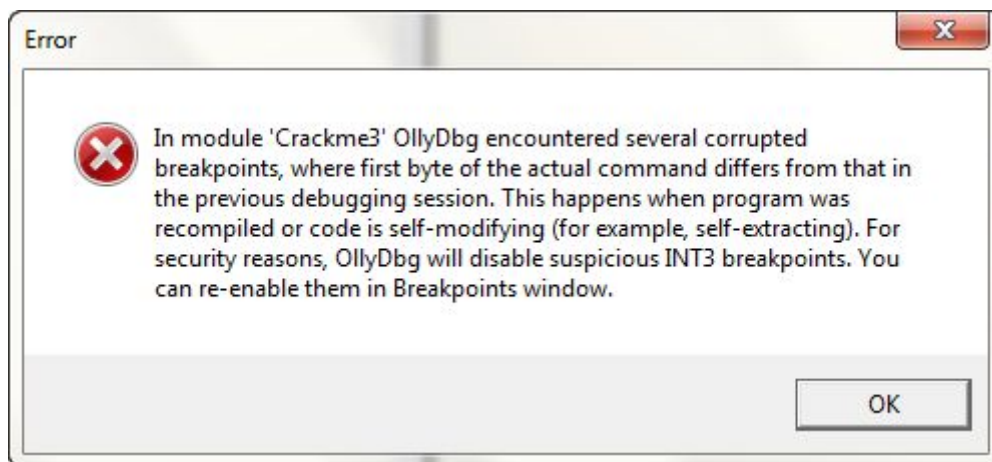 Error
In module 'Crackme3' OllyDbg encountered several corrupted
breakpoints, where first byte of the actual command differs from that in
the previous debugging session. This happens when program was
recompiled or code is self-modifying (for example, self-extracting). For
security reasons, OllyDbg will disable suspicious INT3 breakpoints. You
can re-enable them in Breakpoints window.
OK